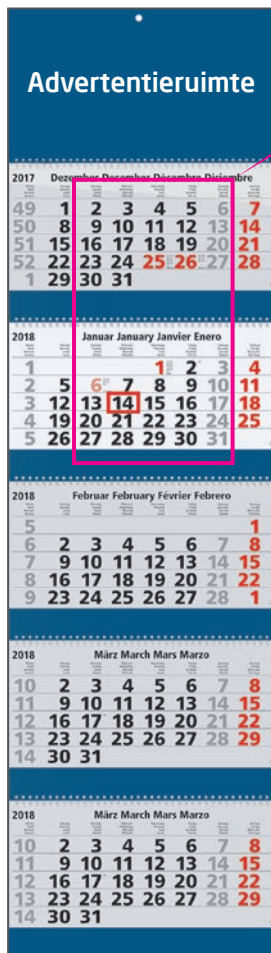 Advertentieruimte
2017 Dezember December Décembre Diciembre
49 1 2 3 4 5 6 7
50 8 9 10 11 12 13 14
51 15 16 17 18 19 20 21
52 22 23 24 25 26 27 28
1 29 30 31
2018 Januar January Janvier Enero
1 1 2 3 4
2 5 6 7 8 9 10 11
3 12 13 14 15 16 17 18
4 19 20 21 22 23 24 25
5 26 27 28 29 30 31
2018 Februar February Février Febrero
5 1
6 2 3 4 5 6 7 8
7 9 10 11 12 13 14 15
8 16 17 18 19 20 21 22
9 23 24 25 26 27 28 1
2018 März March Mars Marzo
10 2 3 4 5 6 7 8
11 9 10 11 12 13 14 15
12 16 17 18 19 20 21 22
13 23 24 25 26 27 28 29
14 30 31
2018 März March Mars Marzo
10 2 3 4 5 6 7 8
11 9 10 11 12 13 14 15
12 16 17 18 19 20 21 22
13 23 24 25 26 27 28 29
14 30 31